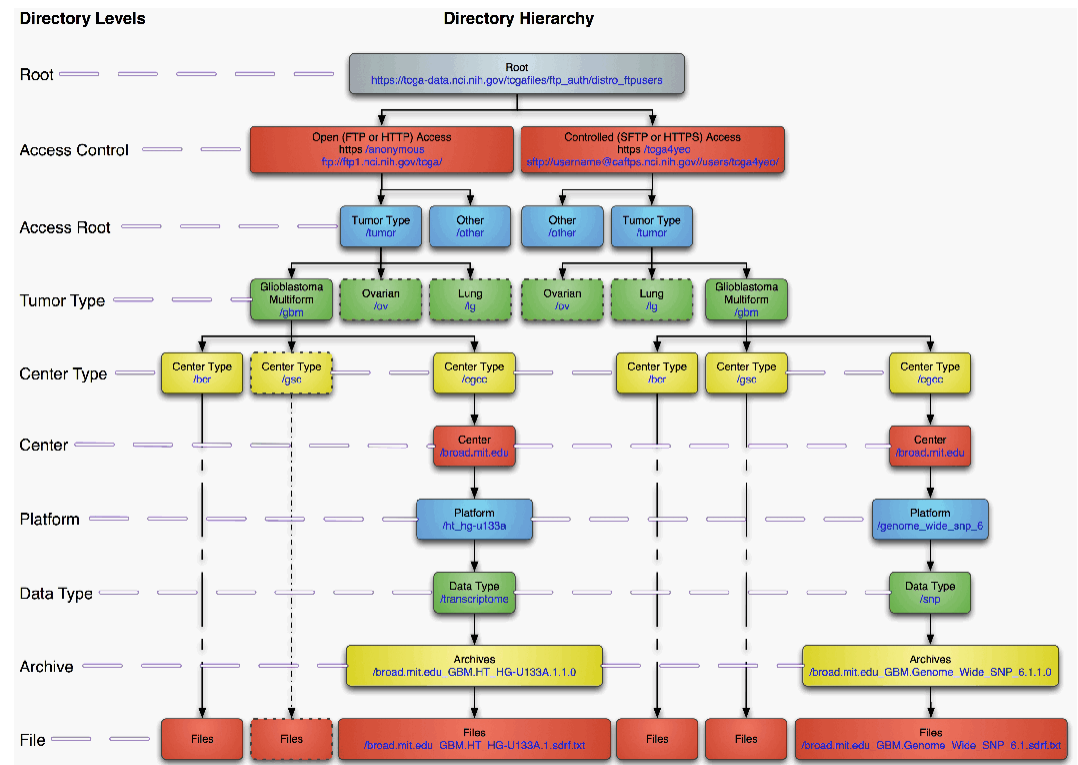 Directory Levels
Directory Hierarchy
Root
Root
https://tcga-data.nci.nih.gov/tcgafiles/ftp_auth/distro_ftpusers
Access Control
Open (FTP or HTTP) Access
https /anonymous
ftp://ftp1.nci.nih.gov/tcga/
Controlled (SFTP or HTTPS) Access
https /tcga4yeo
sftp://username@caftps.nci.nih.gov//users/tcga4yeo/
Access Root
Tumor Type
/tumor
Other
/other
Other
/other
Tumor Type
/tumor
Tumor Type
Glioblastoma
Multiform
/gbm
Ovarian
/ov
Lung
/lg
Ovarian
/ov
Lung
/lg
Glioblastoma
Multiform
/gbm
Center Type
Center Type
/bcr
Center Type
/gsc
Center Type
/cgcc
Center Type
/bcr
Center Type
/gsc
Center Type
/cgcc
Center
Center
/broad.mit.edu
Center
/broad.mit.edu
Platform
Platform
/ht_hg-u133a
Platform
/genome_wide_snp_6
Data Type
Data Type
/transcriptome
Data Type
/snp
Archive
Archives
/broad.mit.edu_GBM.HT_HG-U133A.1.1.0
Archives
/broad.mit.edu_GBM.Genome_Wide_SNP_6.1.1.0
File
Files
Files
Files
/broad.mit.edu_GBM.HT_HG-U133A.1.sdrf.txt
Files
Files
Files
/broad.mit.edu_GBM.Genome_Wide_SNP_6.1.sdrf.txt